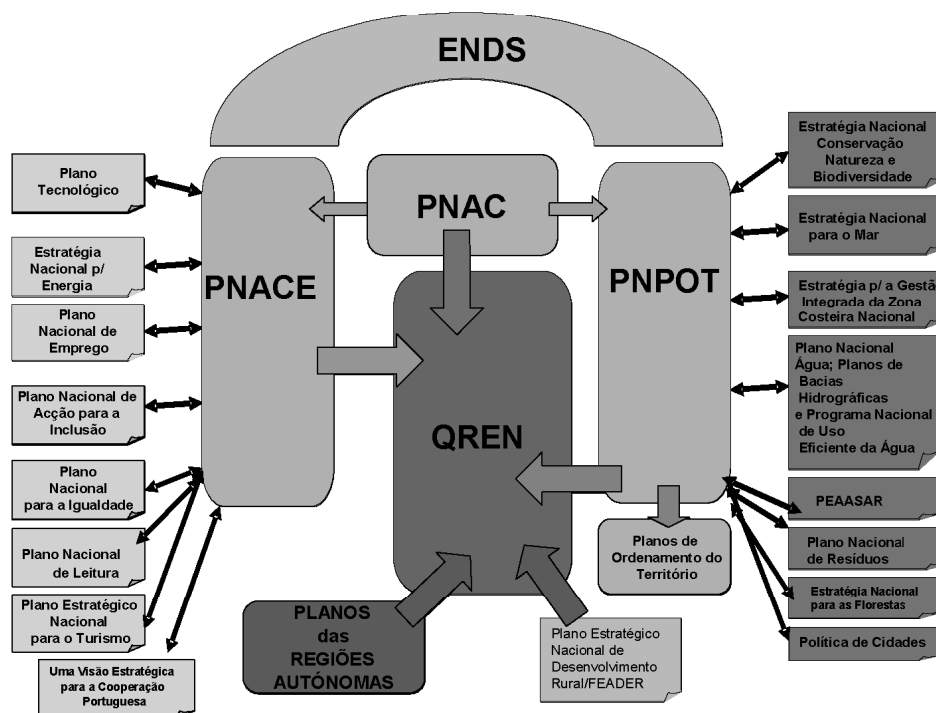 ENDS
Plano
Tecnológico
Estratégia
Nacional p/
Energia
Plano
Nacional de
Emprego
Plano Nacional de
Acção para a
Inclusão
Plano
Nacional
para a Igualdade
Plano Nacional
de Leitura
Plano Estratégico
Nacional
para o Turismo
Uma Visão Estratégica
para a Cooperação
Portuguesa
PNACE
PNAC
PNPOT
QREN
Planos de
Ordenamento do
Território
PLANOS
das
REGIÕES
AUTÓNOMAS
Plano Estratégico
Nacional de
Desenvolvimento
Rural/FEADER
Estratégia Nacional
Conservação
Natureza e
Biodiversidade
Estratégia Nacional
para o Mar
Estratégia p/ a Gestão
Integrada da Zona
Costeira Nacional
Plano Nacional
Água; Planos de
Bacias
Hidrográficas
e Programa Nacional
de Uso
Eficiente da Água
PEAASAR
Plano Nacional
de Resíduos
Estratégia Nacional
para as Florestas
Política de Cidades